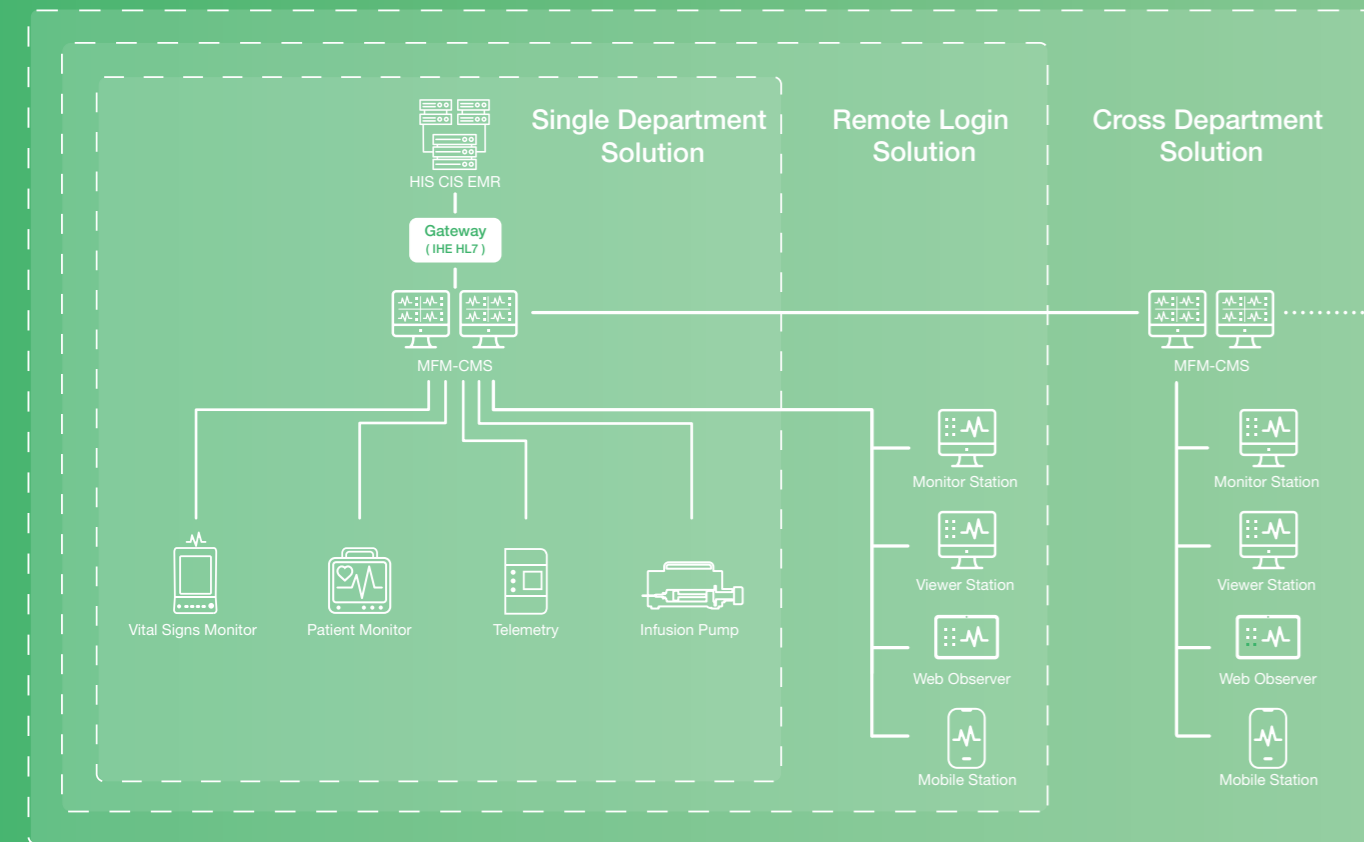 Single Department
Solution
Remote Login
Solution
Cross Department
Solution
HIS CIS EMR
Gateway
( IHE HL7 )
MFM-CMS
MFM-CMS
Monitor Station
Monitor Station
Viewer Station
Viewer Station
Vital Signs Monitor
Patient Monitor
Telemetry
Infusion Pump
Web Observer
Web Observer
Mobile Station
Mobile Station